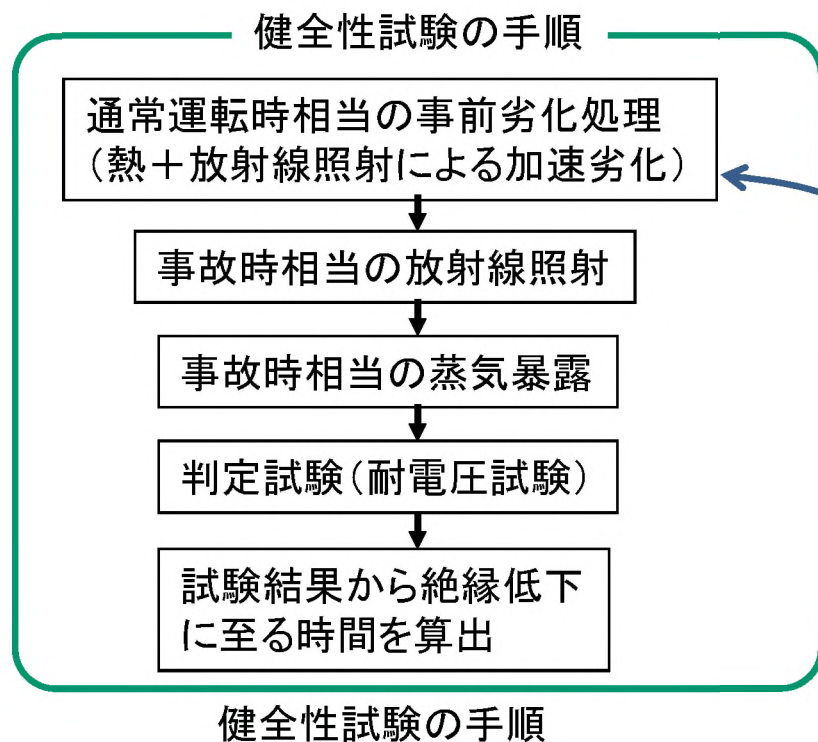 健全性試験の手順
通常運転時相当の事前劣化処理
（熱＋放射線照射による加速劣化）
事故時相当の放射線照射
事故時相当の蒸気暴露
判定試験（耐電圧試験）
試験結果から絶縁低下
に至る時間を算出
健全性試験の手順